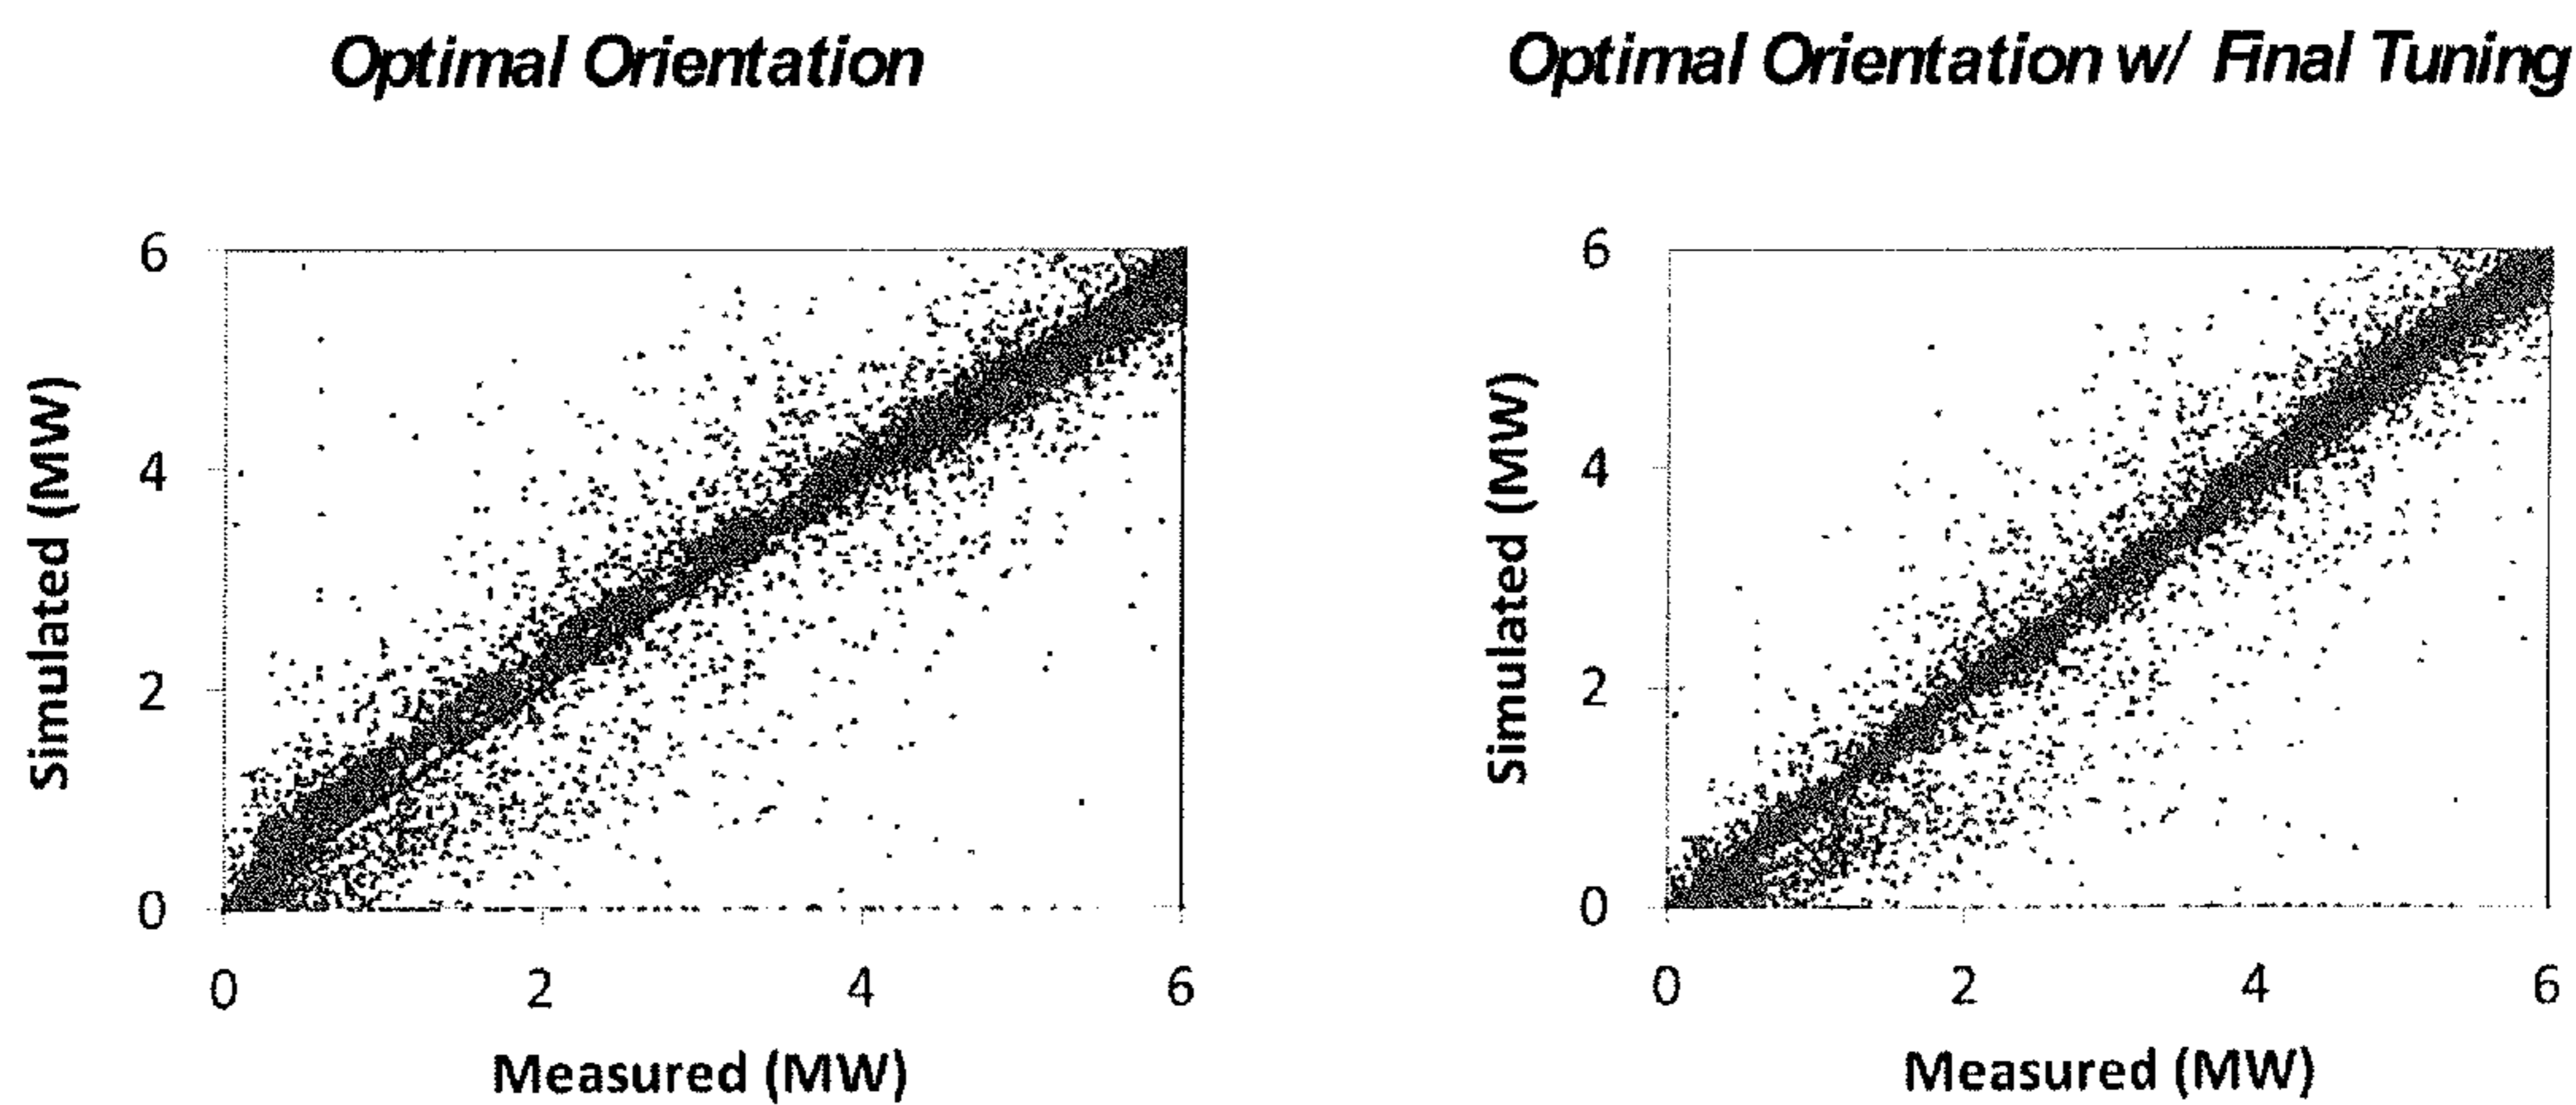 Optimal Orientation
6
4
2
0
Simulated (MW)
0 2 4 6
Measured (MW)
Optimal Orientation w/ Final Tuning
6
4
2
0
Simulated (MW)
0 2 4 6
Measured (MW)